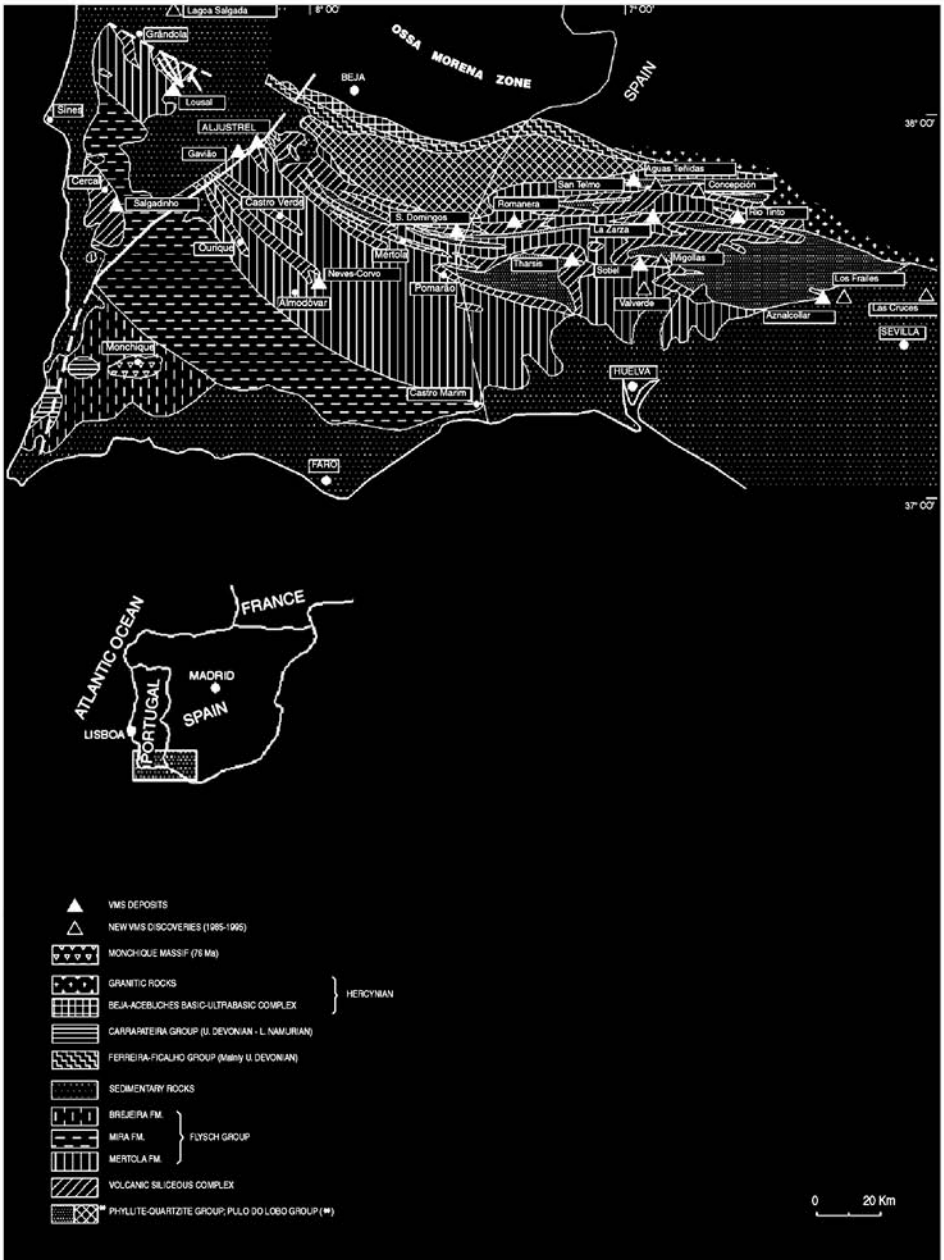 Lagoa Salgada
8° 00'
7° 00'
Grândola
OSSA MORENA ZONE
BEJA
SPAIN
Lousal
Sines
38° 00'
ALJUSTREL
Gavião
Aguas Teñidas
San Telmo
Concepción
Cercal
Salgadinho
Castro Verde
Romanera
S. Domingos
Rio Tinto
La Zarza
Ourique
Mértola
Tharsis
Sotiel
Migollas
Neves-Corvo
Pomarão
Los Frailes
Almodôvar
Valverde
Aznalcollar
Las Cruces
SEVILLA
Monchique
HUELVA
Castro Marim
FARO
37° 00'
FRANCE
ATLANTIC OCEAN
MADRID
PORTUGAL
SPAIN
LISBOA
VMS DEPOSITS
NEW VMS DISCOVERIES (1985-1995)
MONCHIQUE MASSIF (76 Ma)
GRANITIC ROCKS
HERCYNIAN
BEJA-ACEBUCHES BASIC-ULTRABASIC COMPLEX
CARRAPATEIRA GROUP (U. DEVONIAN - L. NAMURIAN)
FERREIRA-FICALHO GROUP (Mainly U. DEVONIAN)
SEDIMENTARY ROCKS
BREJEIRA FM.
MIRA FM. FLYSCH GROUP
MERTOLA FM.
VOLCANIC SILICEOUS COMPLEX
PHYLLITE-QUARTZITE GROUP; PULO DO LOBO GROUP (**)
0 20 Km